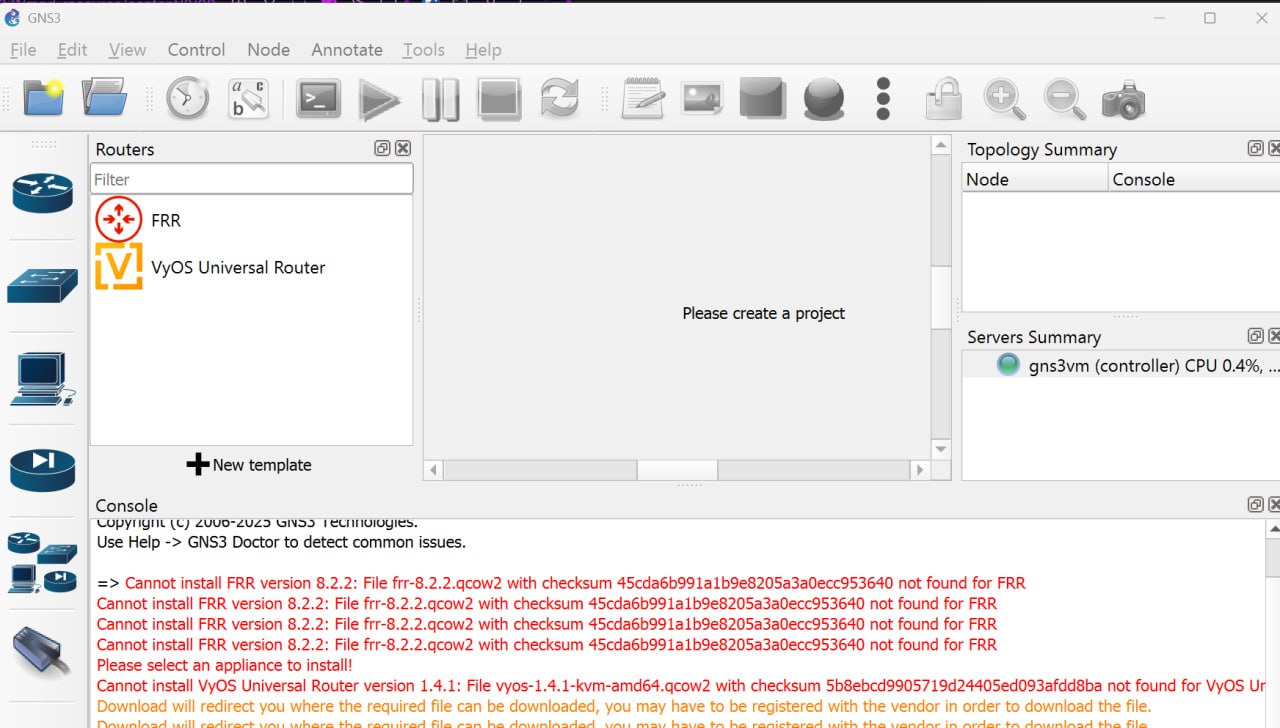 GNS3
File Edit View Control Node Annotate Tools Help
Routers
Filter
FRR
VyOS Universal Router
New template
Please create a project
Topology Summary
Node Console
Servers Summary
gns3vm (controller) CPU 0.4%, ...
Console
Copyright (c) 2006-2025 GNS3 Technologies.
Use Help -> GNS3 Doctor to detect common issues.
=> Cannot install FRR version 8.2.2: File frr-8.2.2.qcow2 with checksum 45cda6b991a1b9e8205a3a0ecc953640 not found for FRR
Cannot install FRR version 8.2.2: File frr-8.2.2.qcow2 with checksum 45cda6b991a1b9e8205a3a0ecc953640 not found for FRR
Cannot install FRR version 8.2.2: File frr-8.2.2.qcow2 with checksum 45cda6b991a1b9e8205a3a0ecc953640 not found for FRR
Cannot install FRR version 8.2.2: File frr-8.2.2.qcow2 with checksum 45cda6b991a1b9e8205a3a0ecc953640 not found for FRR
Please select an appliance to install!
Cannot install VyOS Universal Router version 1.4.1: File vyos-1.4.1-kvm-amd64.qcow2 with checksum 5b8ebcd9905719d24405ed093afdd8ba not found for VyOS Ur
Download will redirect you where the required file can be downloaded, you may have to be registered with the vendor in order to download the file.
Download will redirect you where the required file can be downloaded, you may have to be registered with the vendor in order to download the file.